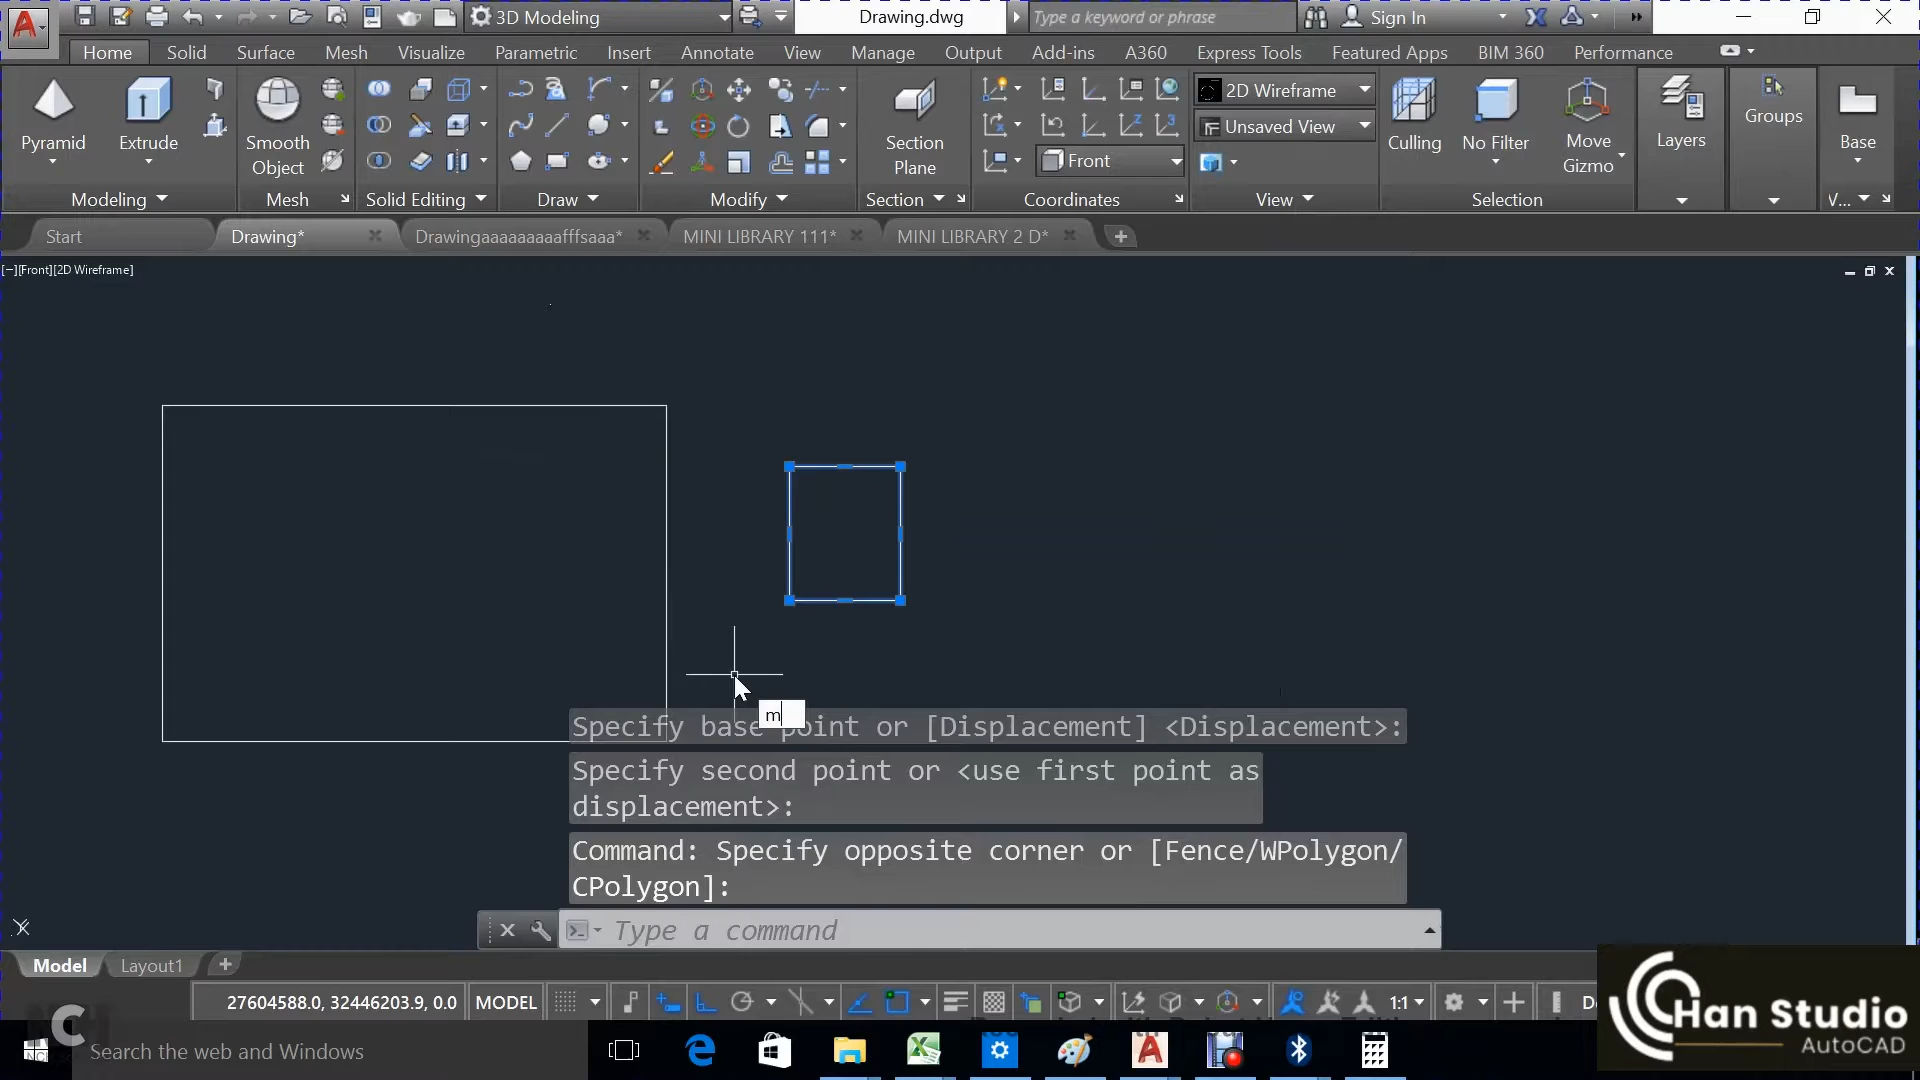 3D Modeling
Drawing.dwg
Type a keyword or phrase
Sign In
Home
Solid
Surface
Mesh
Visualize
Parametric
Insert
Annotate
View
Manage
Output
Add-ins
A360
Express Tools
Featured Apps
BIM 360
Performance
Pyramid
Extrude
Smooth
Object
Section
Plane
2D Wireframe
Unsaved View
Front
Culling
No Filter
Move
Gizmo
Layers
Groups
Base
Modeling
Mesh
Solid Editing
Draw
Modify
Section
Coordinates
View
Selection
V...
Start
Drawing*
Drawingaaaaaaaaafffsaaa*
MINI LIBRARY 111*
MINI LIBRARY 2 D*
[−][Front][2D Wireframe]
m
Specify base point or [Displacement] <Displacement>:
Specify second point or <use first point as
displacement>:
Command: Specify opposite corner or [Fence/WPolygon/
CPolygon]:
Type a command
Model
Layout1
27604588.0, 32446203.9, 0.0
MODEL
1:1
Search the web and Windows
Han Studio
AutoCAD